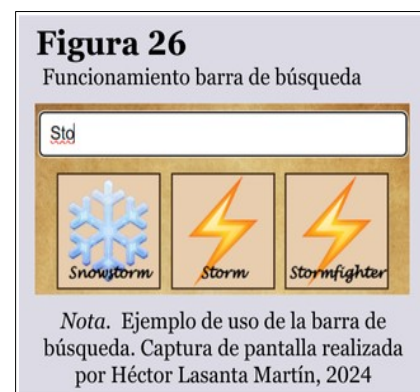 Figura 26
Funcionamiento barra de búsqueda
Sto
Snowstorm Storm Stormfighter
Nota. Ejemplo de uso de la barra de
búsqueda. Captura de pantalla realizada
por Héctor Lasanta Martín, 2024